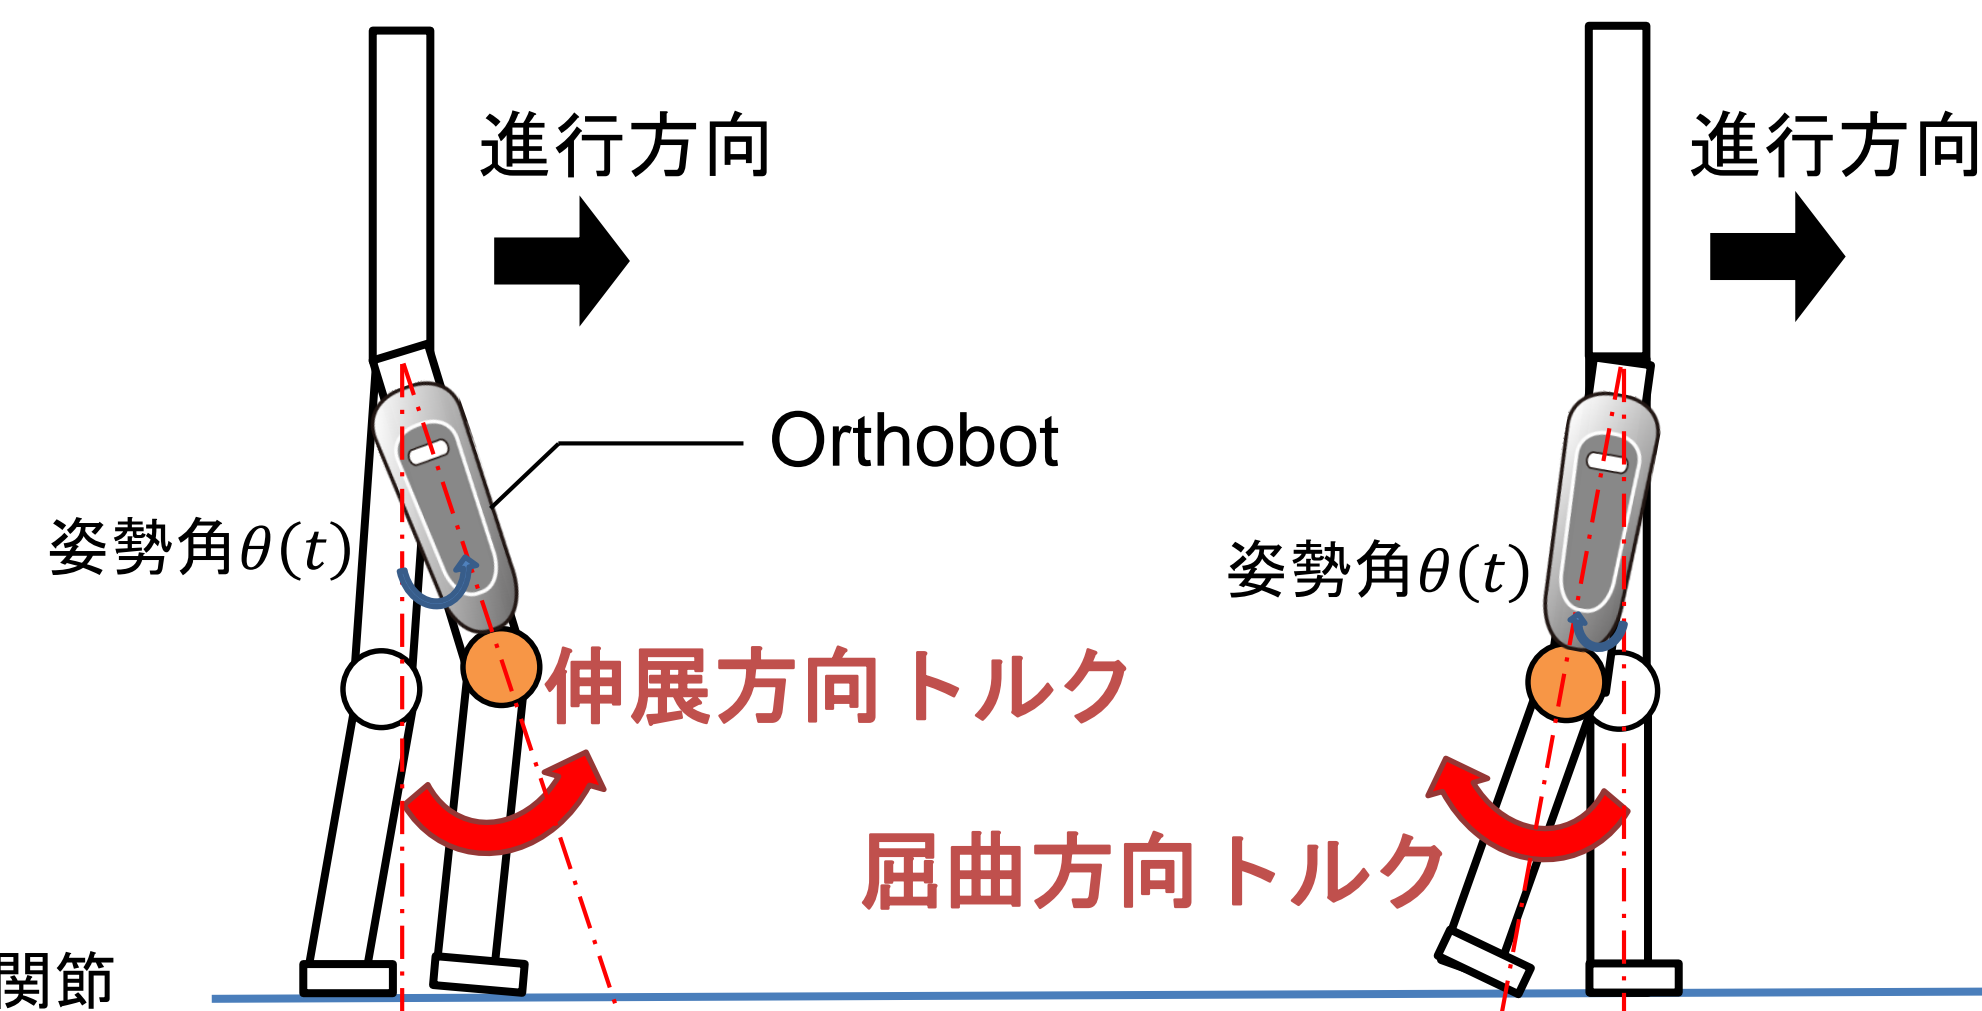 進行方向
進行方向
Orthobot
姿勢角θ(t)
姿勢角θ(t)
伸展方向トルク
屈曲方向トルク
関節